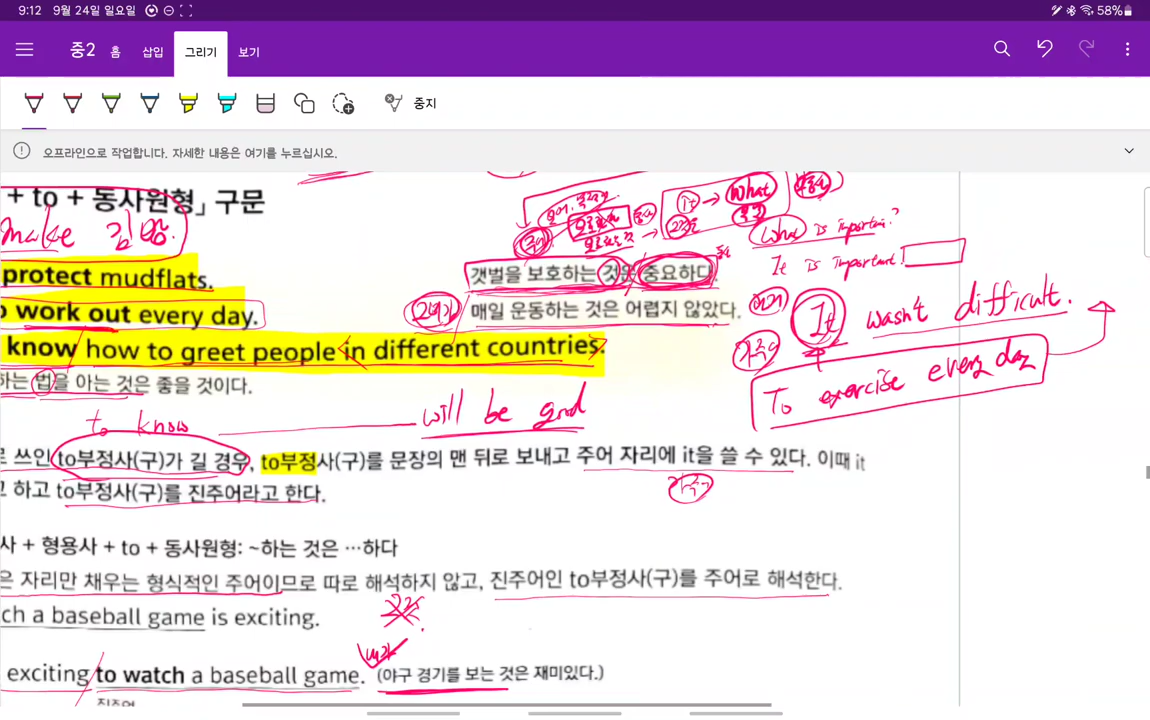 9:12 9월 24일 일요일 58%
중2 홈 삽입 그리기 보기
중지
오프라인으로 작업합니다. 자세한 내용은 여기를 누르십시오.
+ to + 동사원형」 구문
make 김밥.
It → What
What is important?
It is important!
protect mudflats.
갯벌을 보호하는 것은 중요하다.
work out every day.
매일 운동하는 것은 어렵지 않았다.
It wasn't difficult.
know how to greet people in different countries.
가주어
To exercise every day
하는 법을 아는 것은 좋을 것이다.
to know will be good
로 쓰인 to부정사(구)가 길 경우, to부정사(구)를 문장의 맨 뒤로 보내고 주어 자리에 it을 쓸 수 있다. 이때 it
고 하고 to부정사(구)를 진주어라고 한다.
가주어
사 + 형용사 + to + 동사원형: ~하는 것은 …하다
은 자리만 채우는 형식적인 주어이므로 따로 해석하지 않고, 진주어인 to부정사(구)를 주어로 해석한다.
ch a baseball game is exciting.
exciting to watch a baseball game. (야구 경기를 보는 것은 재미있다.)
진주어